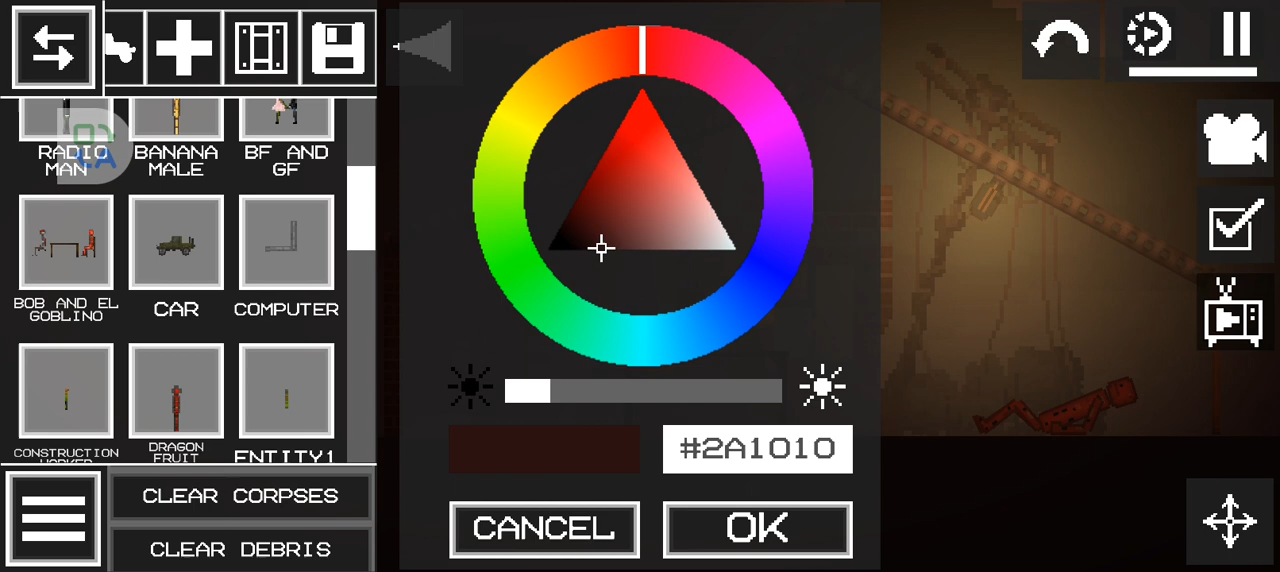 RADIO
MAN
BANANA
MALE
BF AND
GF
BOB AND EL
GOBLINO
CAR
COMPUTER
CONSTRUCTION
WORKER
DRAGON
FRUIT
ENTITY1
CLEAR CORPSES
CLEAR DEBRIS
#2A1010
CANCEL
OK